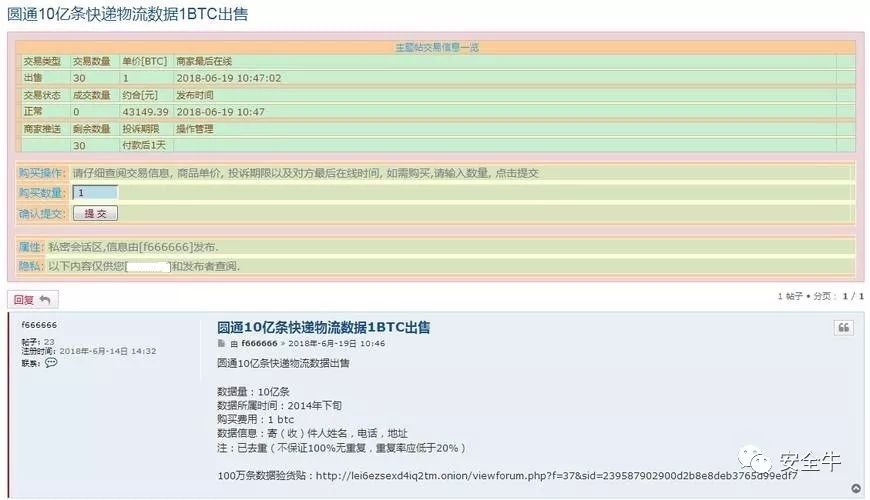 圆通10亿条快递物流数据1BTC出售
主题帖交易信息一览
交易类型 交易数量 单价[BTC] 商家最后在线
出售 30 1 2018-06-19 10:47:02
交易状态 成交数量 约合[元] 发布时间
正常 0 43149.39 2018-06-19 10:47
商家推送 剩余数量 投诉期限 操作管理
30 付款后1天
购买操作: 请仔细查阅交易信息, 商品单价, 投诉期限以及对方最后在线时间, 如需购买,请输入数量, 点击提交
购买数量: 1
确认提交: 提 交
属性: 私密会话区,信息由[f666666]发布.
隐私: 以下内容仅供您[ ]和发布者查阅.
回复
1 帖子 • 分页: 1 / 1
f666666
帖子: 23
注册时间: 2018-6月-14日 14:32
联系:
圆通10亿条快递物流数据1BTC出售
由 f666666 » 2018年-6月-19日 10:46
圆通10亿条快递物流数据出售
数据量：10亿条
数据所属时间：2014年下旬
购买费用：1 btc
数据信息：寄（收）件人姓名，电话，地址
注：已去重（不保证100%无重复，重复率应低于20%）
100万条数据验货贴：http://lei6ezsexd4iq2tm.onion/viewforum.php?f=37&sid=239587902900d2b8e8deb3765d99edf7
安全牛